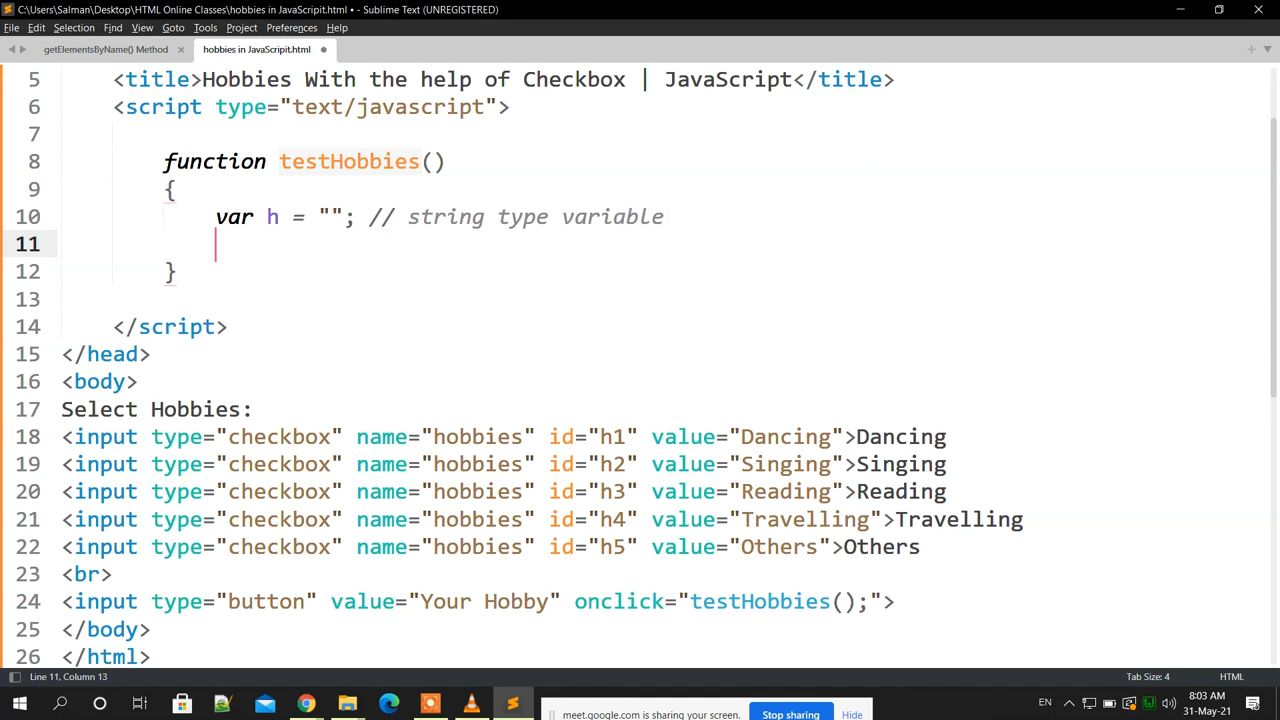 C:\Users\Salman\Desktop\HTML Online Classes\hobbies in JavaScripit.html • - Sublime Text (UNREGISTERED)
File Edit Selection Find View Goto Tools Project Preferences Help
getElementsByName() Method × hobbies in JavaScripit.html
5 <title>Hobbies With the help of Checkbox | JavaScript</title>
6 <script type="text/javascript">
7
8 function testHobbies()
9 {
10 var h = ""; // string type variable
11
12 }
13
14 </script>
15 </head>
16 <body>
17 Select Hobbies:
18 <input type="checkbox" name="hobbies" id="h1" value="Dancing">Dancing
19 <input type="checkbox" name="hobbies" id="h2" value="Singing">Singing
20 <input type="checkbox" name="hobbies" id="h3" value="Reading">Reading
21 <input type="checkbox" name="hobbies" id="h4" value="Travelling">Travelling
22 <input type="checkbox" name="hobbies" id="h5" value="Others">Others
23 <br>
24 <input type="button" value="Your Hobby" onclick="testHobbies();">
25 </body>
26 </html>
Line 11, Column 13 Tab Size: 4 HTML
EN 8:03 AM
31-May-21
meet.google.com is sharing your screen. Stop sharing Hide